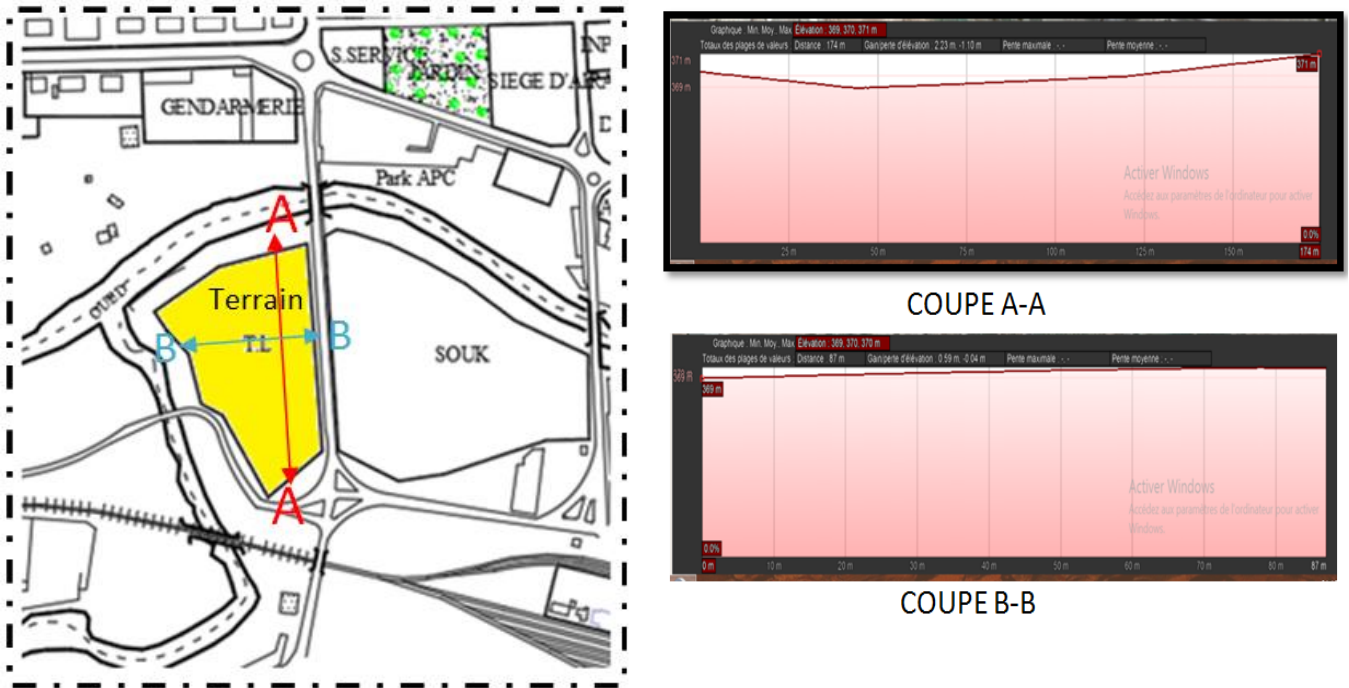 S.SERVICE
JARDIN
INF
SIEGE D'AIR
GENDARMERIE
D
Park APC
A
OUED
Terrain
B
T.L
B
SOUK
A
Graphique : Min, Moy., Max Élévation : 369, 370, 371 m
Totaux des plages de valeurs : Distance : 174 m Gain/perte d'élévation : 2.23 m, -1.10 m Pente maximale : -, - Pente moyenne : -, -
371 m
371 m
369 m
Activer Windows
Accédez aux paramètres de l'ordinateur pour activer
Windows.
0.0%
25 m 50 m 75 m 100 m 125 m 150 m 174 m
COUPE A-A
Graphique : Min, Moy., Max Élévation : 369, 370, 370 m
Totaux des plages de valeurs : Distance : 87 m Gain/perte d'élévation : 0.59 m, -0.04 m Pente maximale : -, - Pente moyenne : -, -
369 m
369 m
Activer Windows
Accédez aux paramètres de l'ordinateur pour activer
Windows.
0.0%
0 m 10 m 20 m 30 m 40 m 50 m 60 m 70 m 80 m 87 m
COUPE B-B